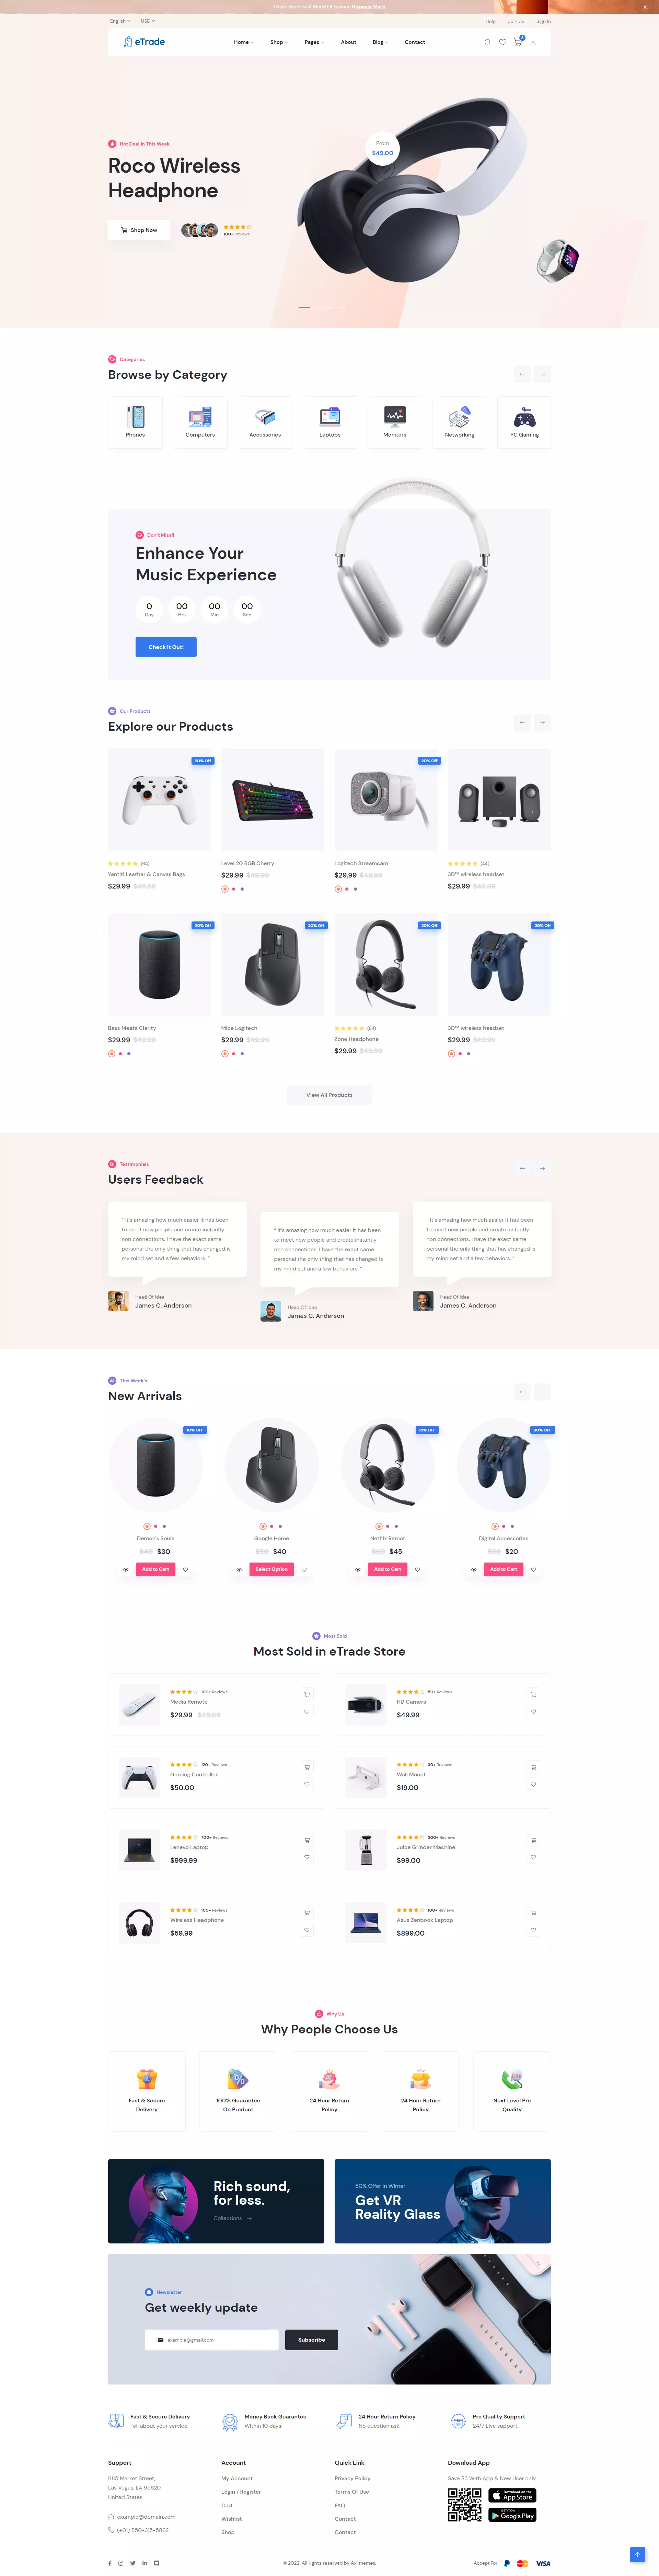 Open Doors To A World Of Fashion Discover More
English USD Help Join Us Sign In
eTrade Home Shop Pages About Blog Contact 3
Hot Deal In This Week
Roco Wireless
Headphone
From
$49.00
Shop Now
100+ Reviews
Categories
Browse by Category
Phones Computers Accessories Laptops Monitors Networking PC Gaming
Don't Miss!!
Enhance Your
Music Experience
0 00 00 00
Day Hrs Min Sec
Check it Out!
Our Products
Explore our Products
20% Off
30% Off
(64)
Yantiti Leather & Canvas Bags
$29.99 $49.99
Level 20 RGB Cherry
$29.99 $49.99
Logitech Streamcam
$29.99 $49.99
(44)
3D™ wireless headset
$29.99 $49.99
20% Off
20% Off
30% Off
30% Off
Bass Meets Clarity
$29.99 $49.99
Mice Logitech
$29.99 $49.99
(64)
Zone Headphone
$29.99 $49.99
3D™ wireless headset
$29.99 $49.99
View All Products
Testimonials
Users Feedback
“ It’s amazing how much easier it has been
to meet new people and create instantly
non connections. I have the exact same
personal the only thing that has changed is
my mind set and a few behaviors. ”
Head Of Idea
James C. Anderson
“ It’s amazing how much easier it has been
to meet new people and create instantly
non connections. I have the exact same
personal the only thing that has changed is
my mind set and a few behaviors. ”
Head Of Idea
James C. Anderson
“ It’s amazing how much easier it has been
to meet new people and create instantly
non connections. I have the exact same
personal the only thing that has changed is
my mind set and a few behaviors. ”
Head Of Idea
James C. Anderson
This Week's
New Arrivals
10% OFF
15% OFF
30% OFF
Demon's Souls
$40 $30
Add to Cart
Google Home
$50 $40
Select Option
Netflix Remot
$60 $45
Add to Cart
Digital Accessories
$30 $20
Add to Cart
Most Sold
Most Sold in eTrade Store
100+ Reviews
Media Remote
$29.99 $49.99
50+ Reviews
HD Camera
$49.99
120+ Reviews
Gaming Controller
$50.00
30+ Reviews
Wall Mount
$19.00
700+ Reviews
Lenevo Laptop
$999.99
300+ Reviews
Juice Grinder Machine
$99.00
100+ Reviews
Wireless Headphone
$59.99
100+ Reviews
Asus Zenbook Laptop
$899.00
Why Us
Why People Choose Us
Fast & Secure
Delivery
100% Guarantee
On Product
24 Hour Return
Policy
24 Hour Return
Policy
Next Level Pro
Quality
Rich sound,
for less.
Collections
50% Offer In Winter
Get VR
Reality Glass
Newsletter
Get weekly update
example@gmail.com
Subscribe
Fast & Secure Delivery
Tell about your service.
Money Back Guarantee
Within 10 days.
24 Hour Return Policy
No question ask.
Pro Quality Support
24/7 Live support.
Support
685 Market Street,
Las Vegas, LA 95820,
United States.
example@domain.com
(+01) 850-315-5862
Account
My Account
Login / Register
Cart
Wishlist
Shop
Quick Link
Privacy Policy
Terms Of Use
FAQ
Contact
Contact
Download App
Save $3 With App & New User only
Download on the
App Store
GET IT ON
Google Play
© 2022. All rights reserved by Axilthemes.
Accept For
VISA